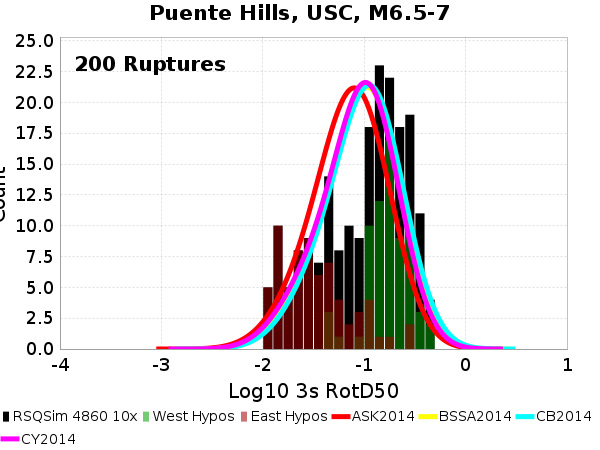 Puente Hills, USC, M6.5-7
200 Ruptures
25.0
22.5
20.0
17.5
15.0
12.5
10.0
7.5
5.0
2.5
0.0
Count
-4
-3
-2
-1
0
1
Log10 3s RotD50
RSQSim 4860 10x West Hypos East Hypos ASK2014 BSSA2014 CB2014
CY2014